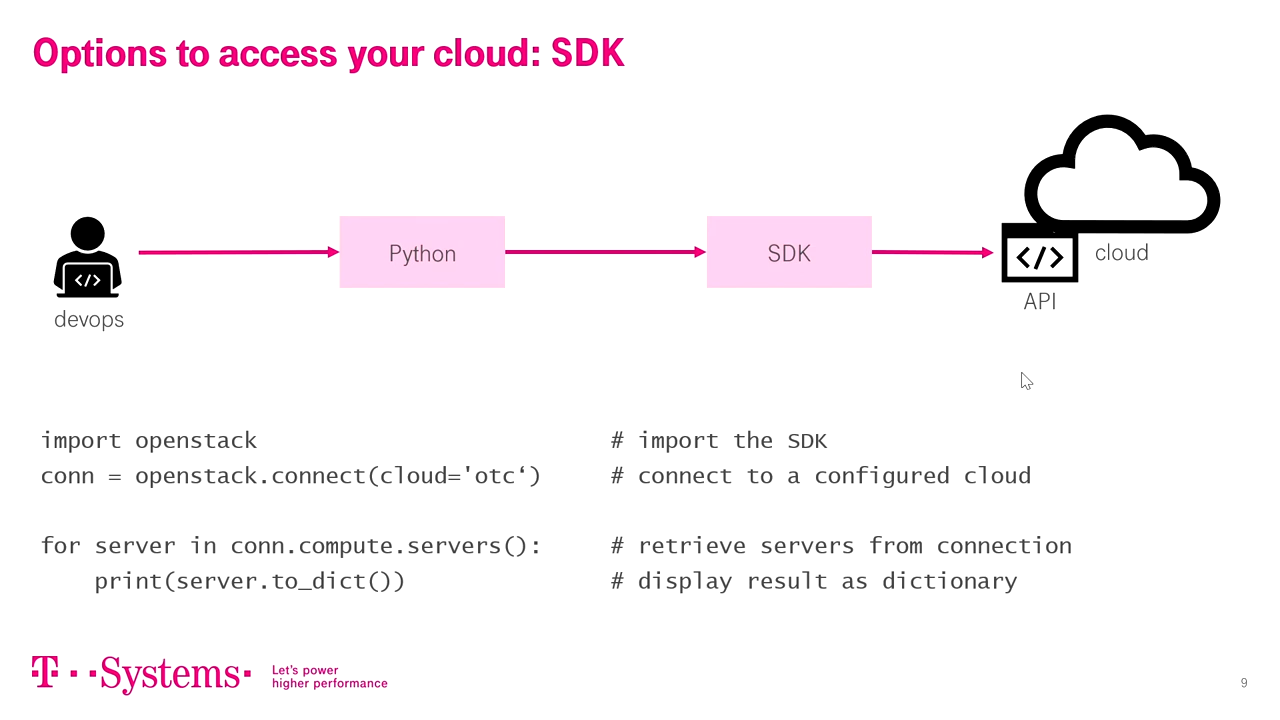 Options to access your cloud: SDK
devops
</>
Python
SDK
</>
API
cloud
import openstack # import the SDK
conn = openstack.connect(cloud='otc‘) # connect to a configured cloud
for server in conn.compute.servers(): # retrieve servers from connection
    print(server.to_dict()) # display result as dictionary
T··Systems·
Let's power
higher performance
9